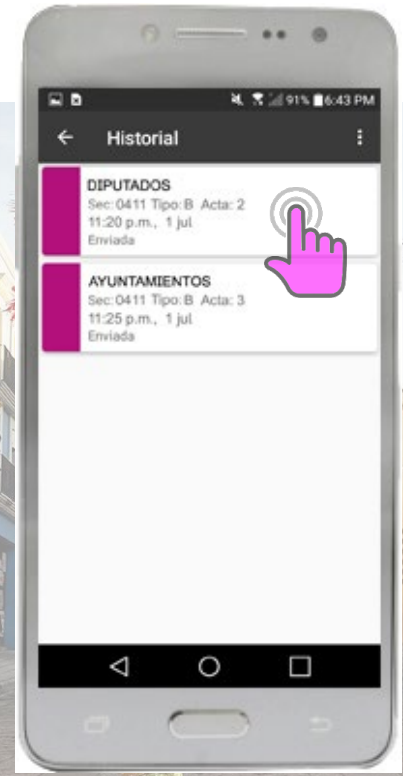 91% 6:43 PM
Historial
DIPUTADOS
Sec: 0411 Tipo: B Acta: 2
11:20 p.m., 1 jul.
Enviada
AYUNTAMIENTOS
Sec: 0411 Tipo: B Acta: 3
11:25 p.m., 1 jul.
Enviada